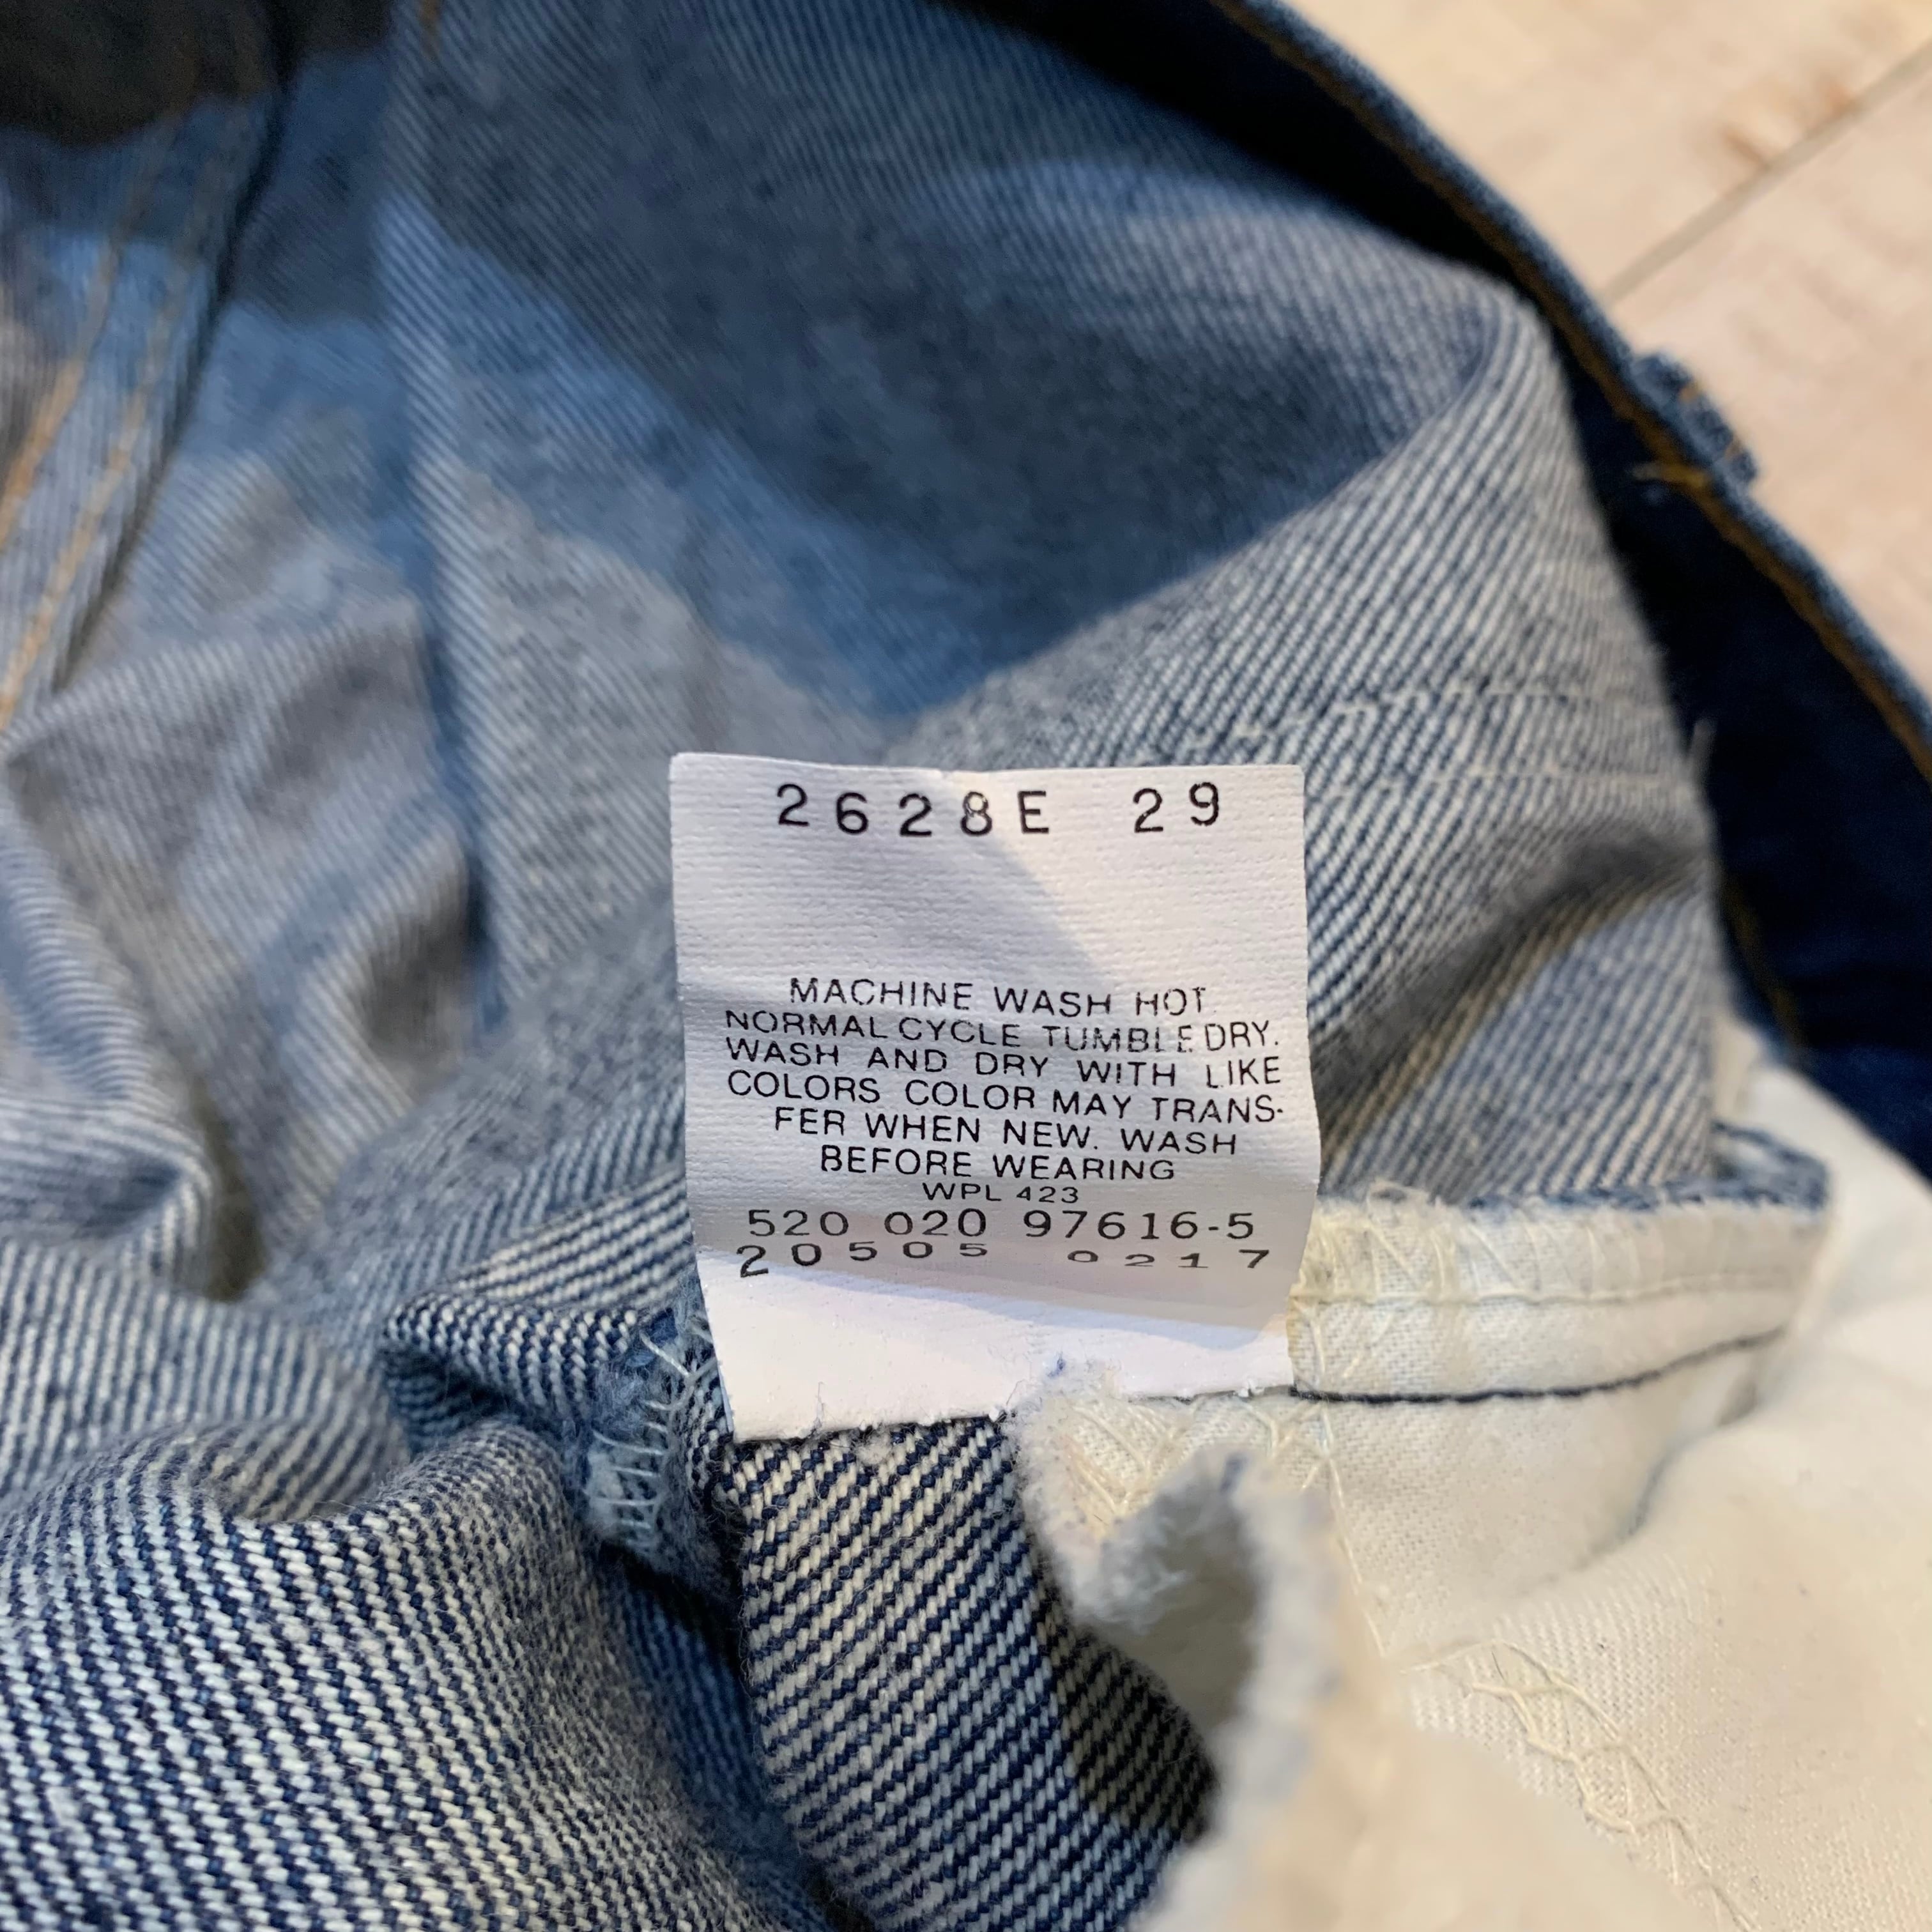 2628E 29
MACHINE WASH HOT.
NORMAL CYCLE TUMBLE DRY.
WASH AND DRY WITH LIKE
COLORS COLOR MAY TRANS-
FER WHEN NEW. WASH
BEFORE WEARING
WPL 423
520 020 97616-5
20505 0217